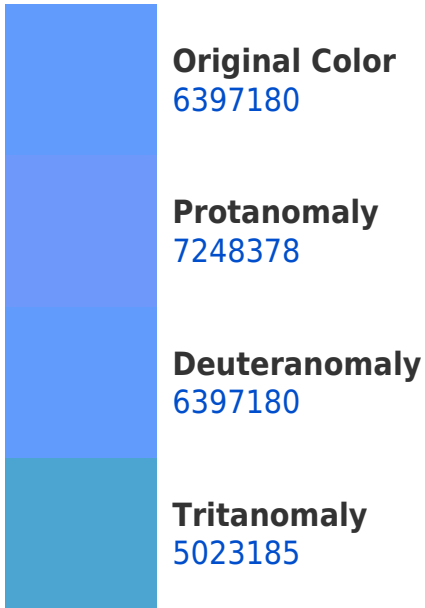 Original Color
6397180
Protanomaly
7248378
Deuteranomaly
6397180
Tritanomaly
5023185